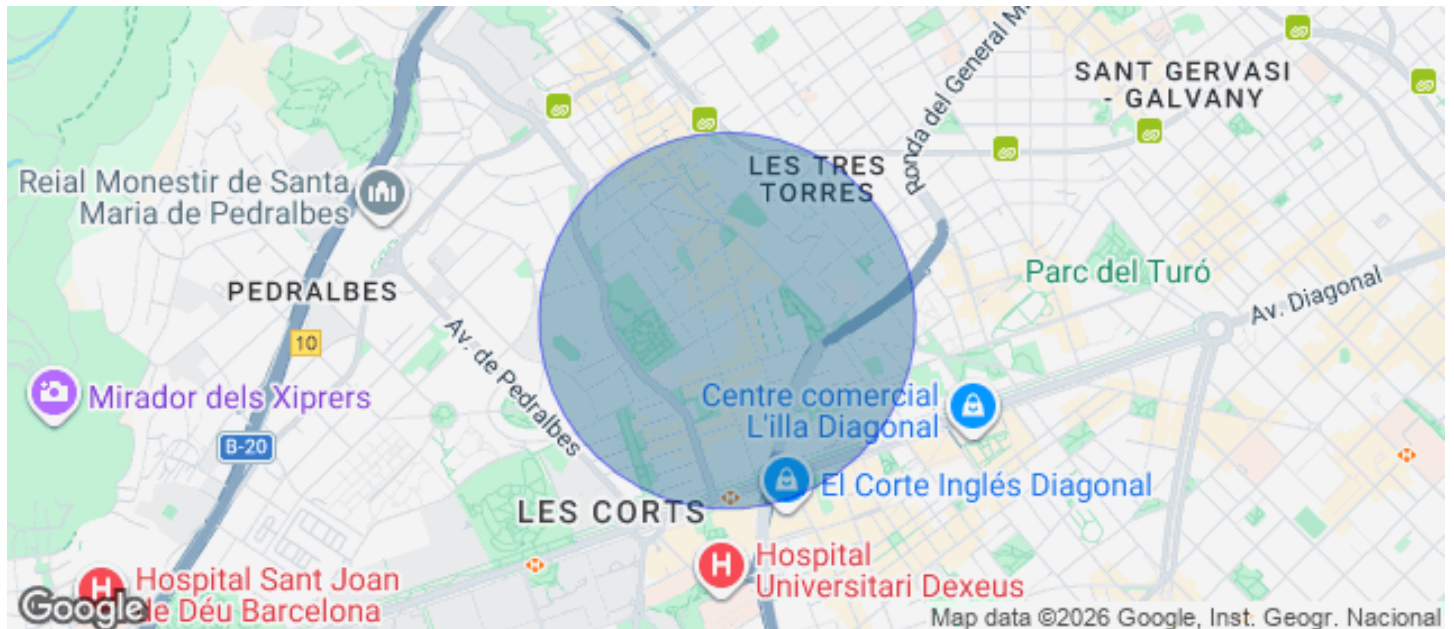 SANT GERVASI
- GALVANY
Ronda del General Mi
LES TRES
TORRES
Reial Monestir de Santa
Maria de Pedralbes
PEDRALBES
Parc del Turó
Av. Diagonal
10
Av. de Pedralbes
Mirador dels Xiprers
Centre comercial
L'illa Diagonal
B-20
El Corte Inglés Diagonal
LES CORTS
Hospital
Universitari Dexeus
H
H
Hospital Sant Joan
de Déu Barcelona
Google
Map data ©2026 Google, Inst. Geogr. Nacional